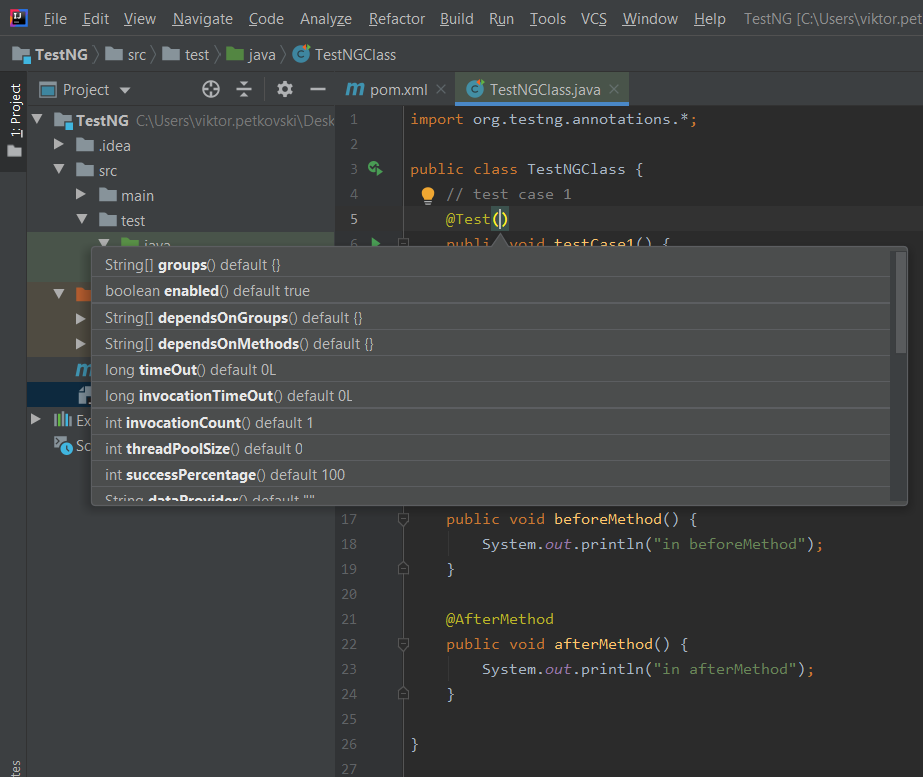 File Edit View Navigate Code Analyze Refactor Build Run Tools VCS Window Help TestNG [C:\Users\viktor.pet
TestNG src test java TestNGClass
1: Project
Project
pom.xml
TestNGClass.java
TestNG C:\Users\viktor.petkovski\Desk
.idea
src
main
test
java
Ex
Sc
1 import org.testng.annotations.*;
2
3 public class TestNGClass {
4 // test case 1
5 @Test()
6 public void testCase1() {
String[] groups() default {}
boolean enabled() default true
String[] dependsOnGroups() default {}
String[] dependsOnMethods() default {}
long timeOut() default 0L
long invocationTimeOut() default 0L
int invocationCount() default 1
int threadPoolSize() default 0
int successPercentage() default 100
String dataProvider() default ""
17 public void beforeMethod() {
18 System.out.println("in beforeMethod");
19 }
20
21 @AfterMethod
22 public void afterMethod() {
23 System.out.println("in afterMethod");
24 }
25
26 }
27